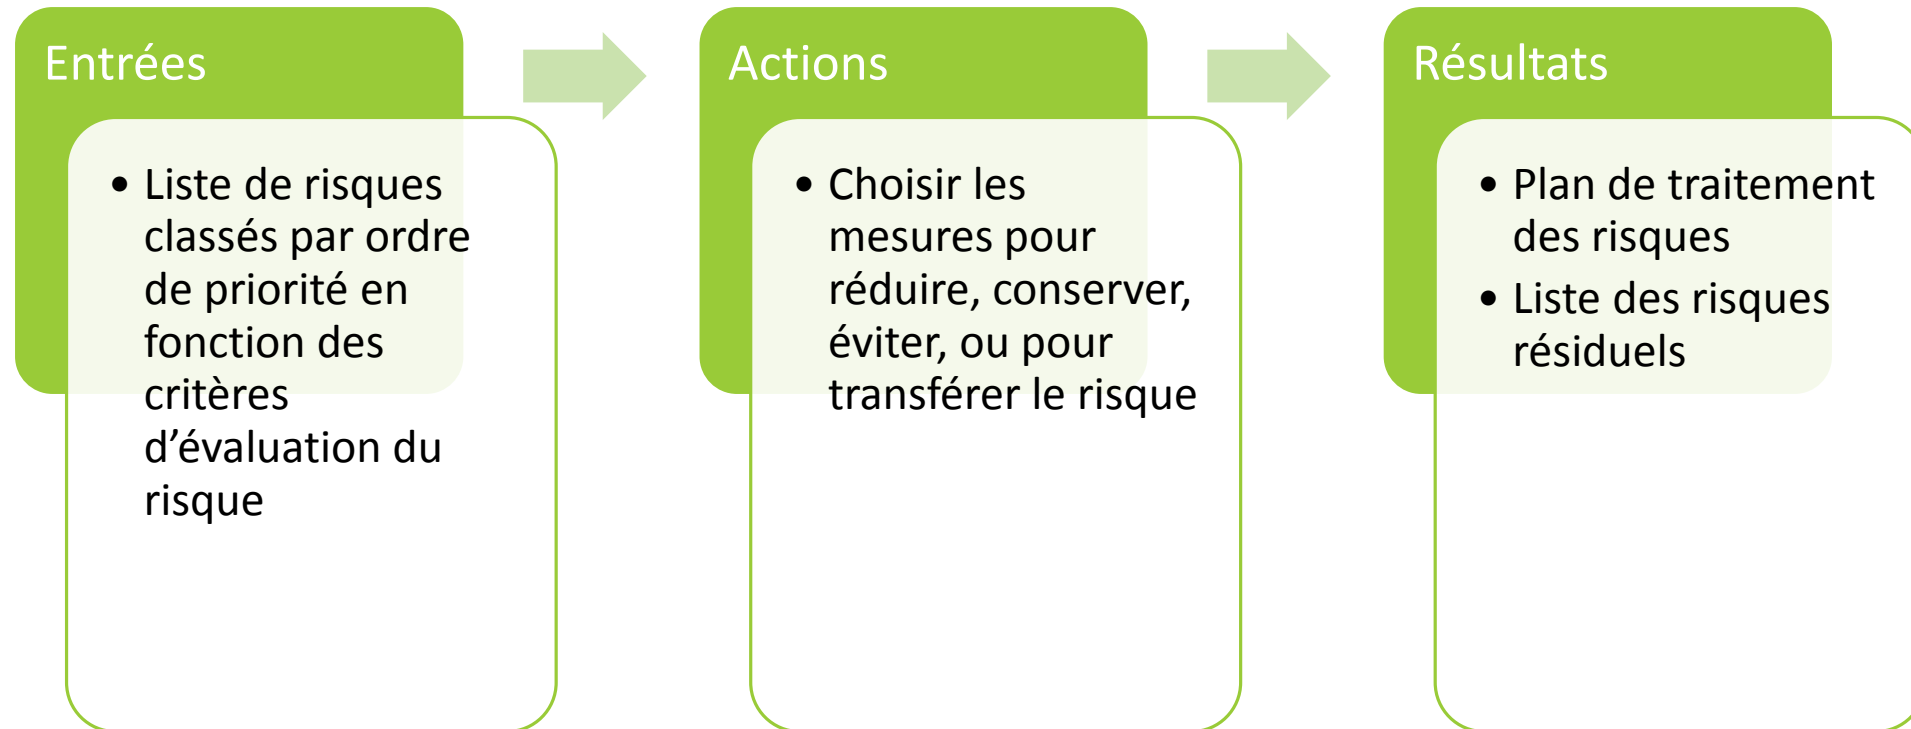 Entrées
• Liste de risques
classés par ordre
de priorité en
fonction des
critères
d’évaluation du
risque
Actions
• Choisir les
mesures pour
réduire, conserver,
éviter, ou pour
transférer le risque
Résultats
• Plan de traitement
des risques
• Liste des risques
résiduels